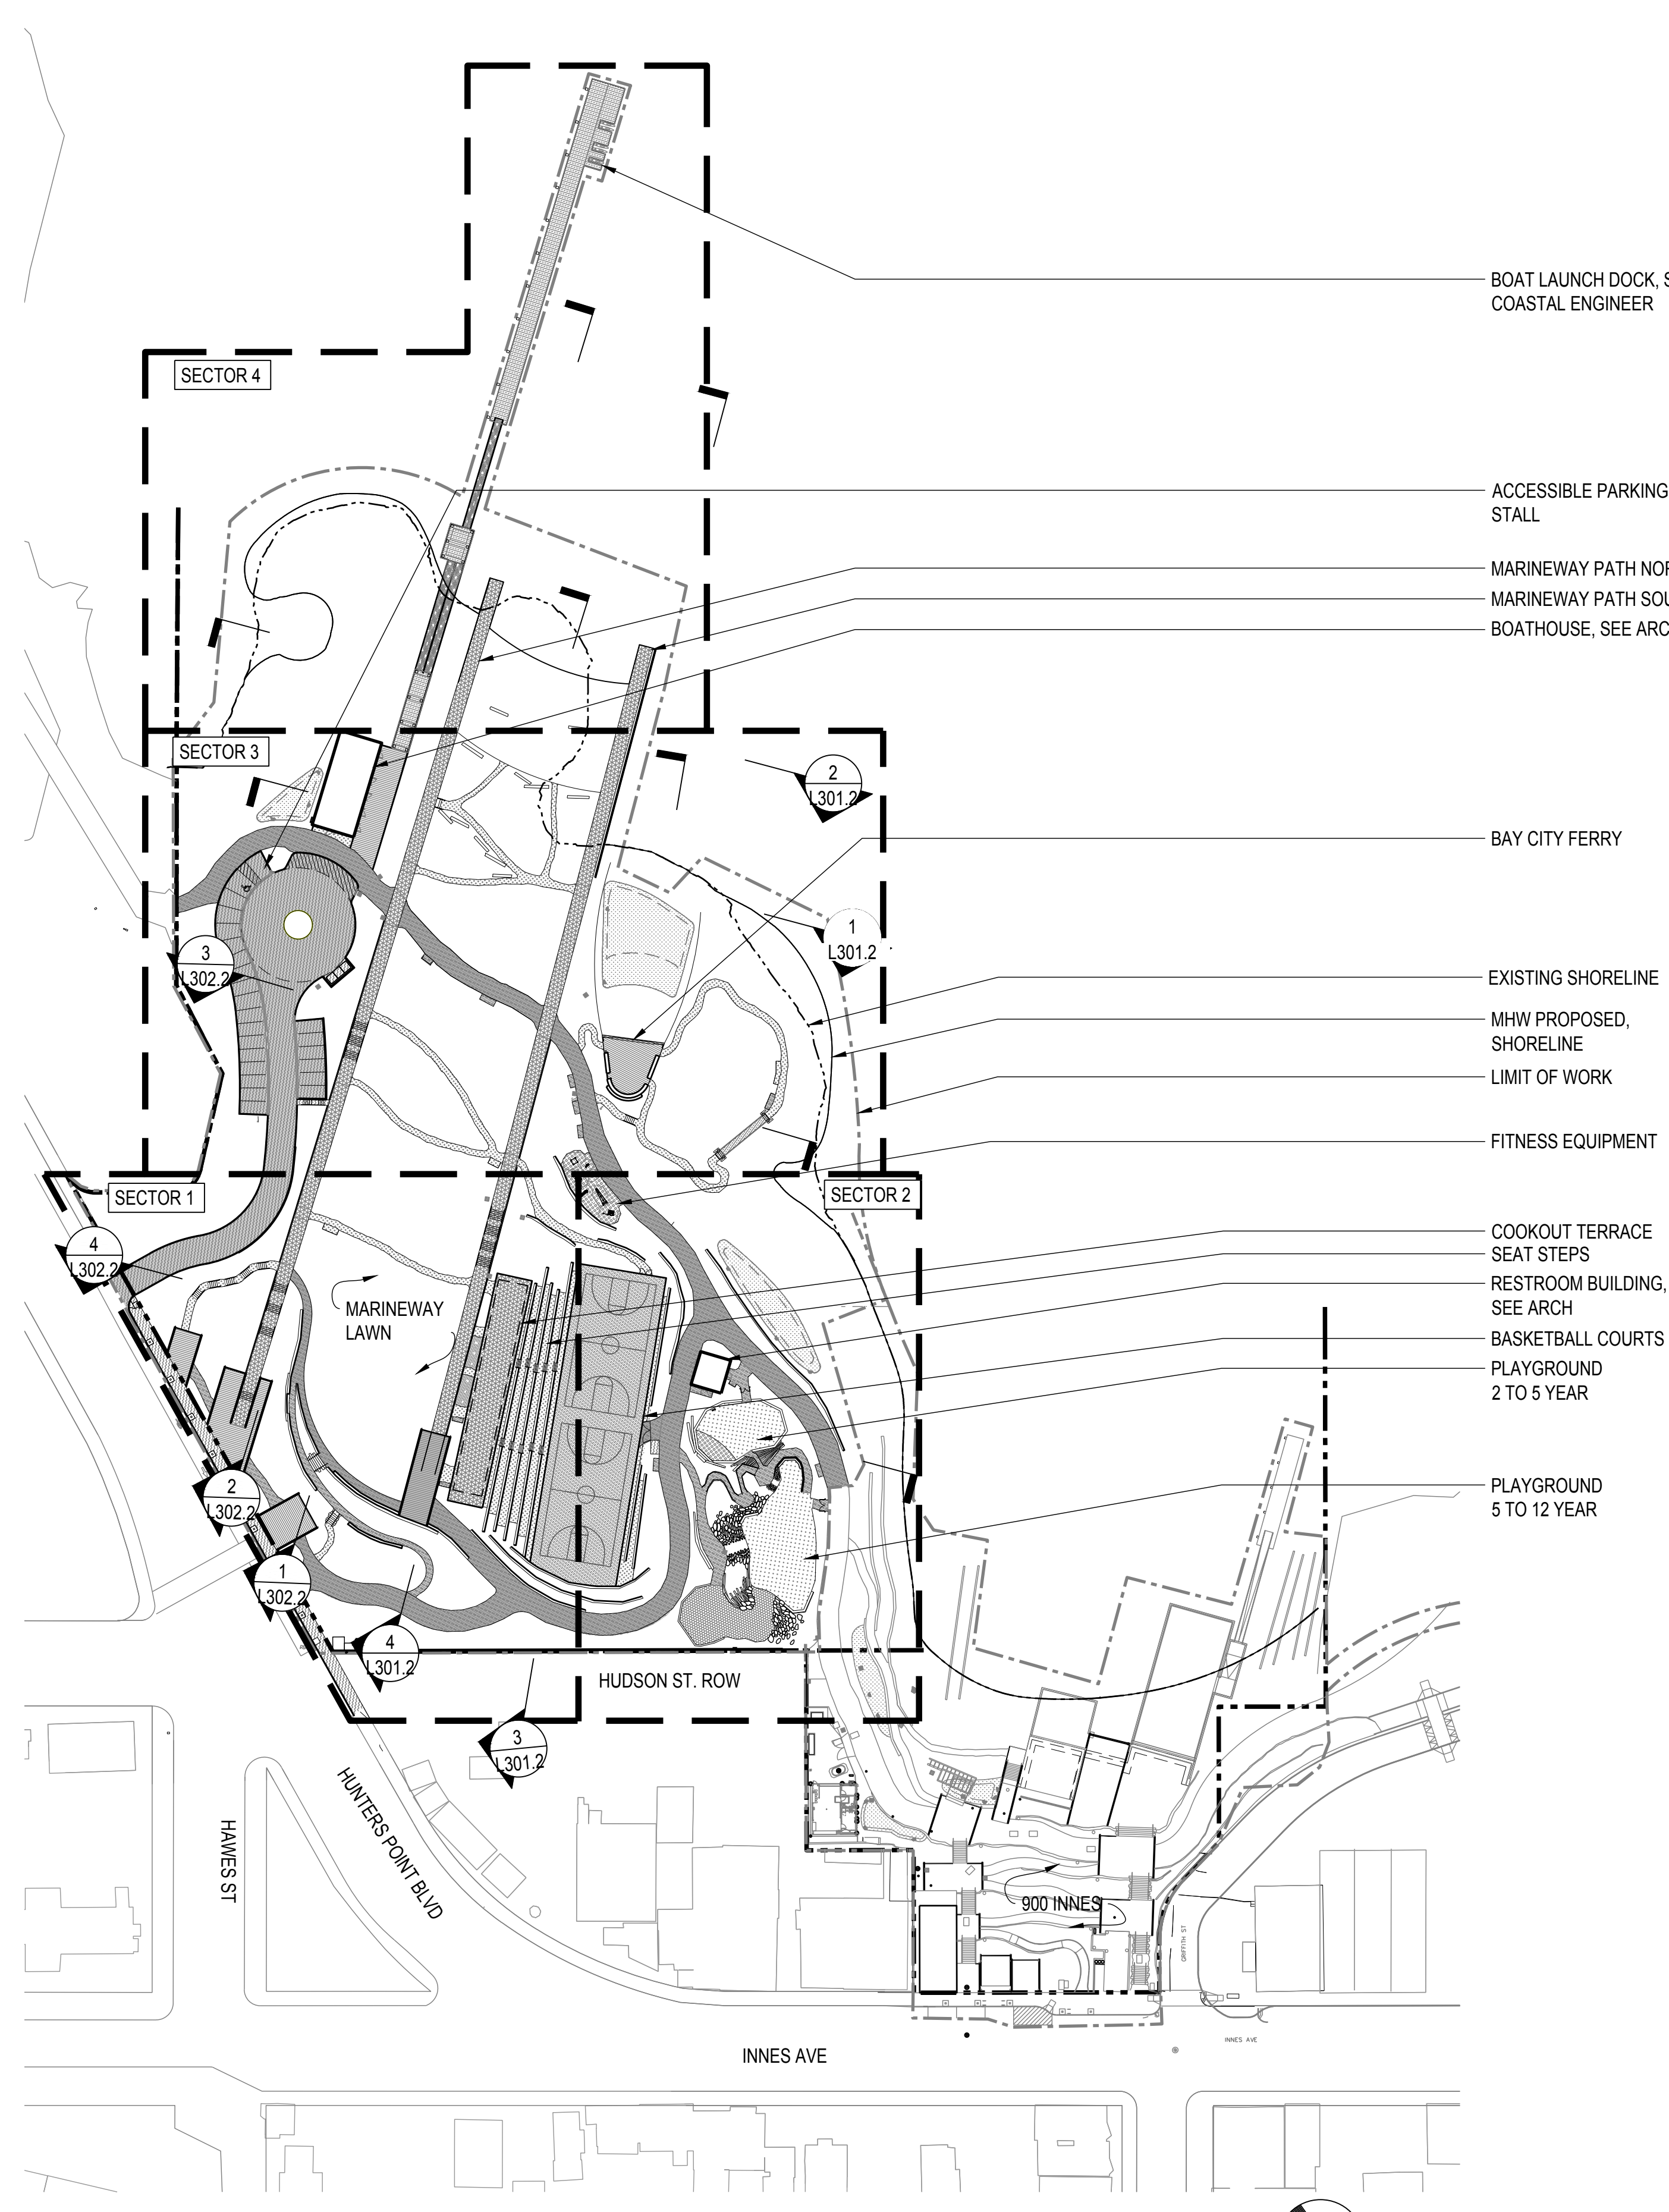 SECTOR 4
BOAT LAUNCH DOCK,
COASTAL ENGINEER
ACCESSIBLE PARKING
STALL
MARINEWAY PATH
MARINEWAY PATH
BOATHOUSE, SEE
SECTOR 3
2
L301.2
BAY CITY FERRY
1
L301.2
3
L302.2
EXISTING SHORELINE
MHW PROPOSED,
SHORELINE
LIMIT OF WORK
FITNESS EQUIPMENT
SECTOR 1
SECTOR 2
4
L302.2
COOKOUT TERRACE
SEAT STEPS
RESTROOM BUILDING,
SEE ARCH
MARINEWAY
LAWN
BASKETBALL COURTS
PLAYGROUND
2 TO 5 YEAR
PLAYGROUND
5 TO 12 YEAR
2
L302.2
1
L302.2
4
L301.2
HUDSON ST. ROW
3
L301.2
HUNTERS POINT BLVD
HAWES ST
900 INNES
GRIFFITH ST
INNES AVE
INNES AVE